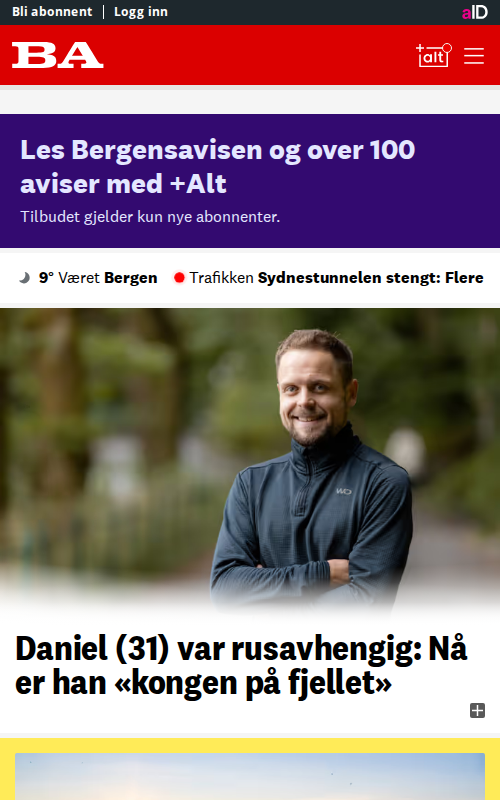 Bli abonnent
Logg inn
aID
BA
+alt
Les Bergensavisen og over 100
aviser med +Alt
Tilbudet gjelder kun nye abonnenter.
9° Været Bergen
Trafikken Sydnestunnelen stengt: Flere
WO
Daniel (31) var rusavhengig: Nå
er han «kongen på fjellet»